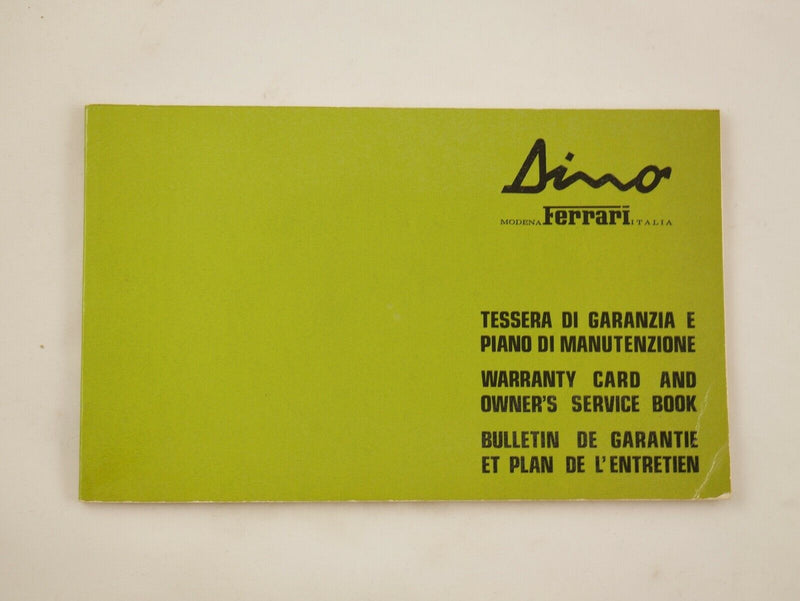 Dino
MODENA Ferrari ITALIA
TESSERA DI GARANZIA E
PIANO DI MANUTENZIONE
WARRANTY CARD AND
OWNER'S SERVICE BOOK
BULLETIN DE GARANTIE
ET PLAN DE L'ENTRETIEN